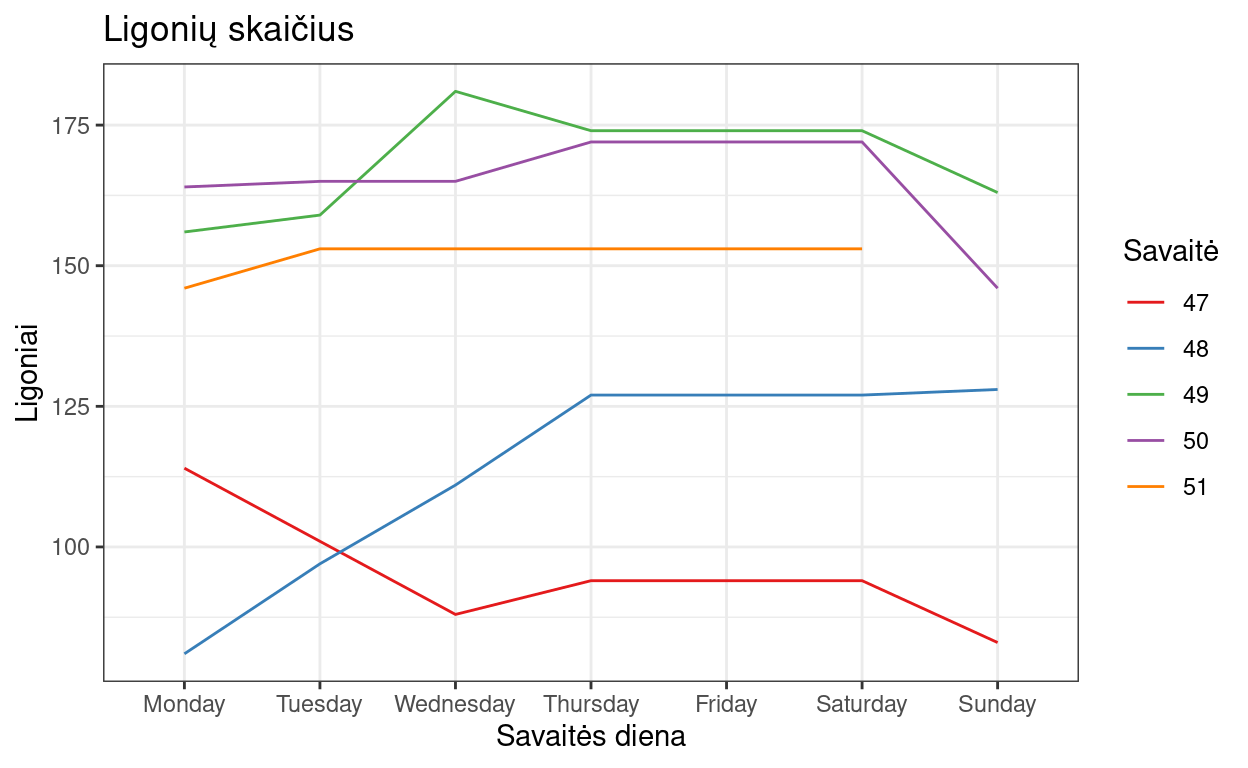 Ligonių skaičius
175
150
125
100
Ligoniai
Monday Tuesday Wednesday Thursday Friday Saturday Sunday
Savaitės diena
Savaitė
47
48
49
50
51